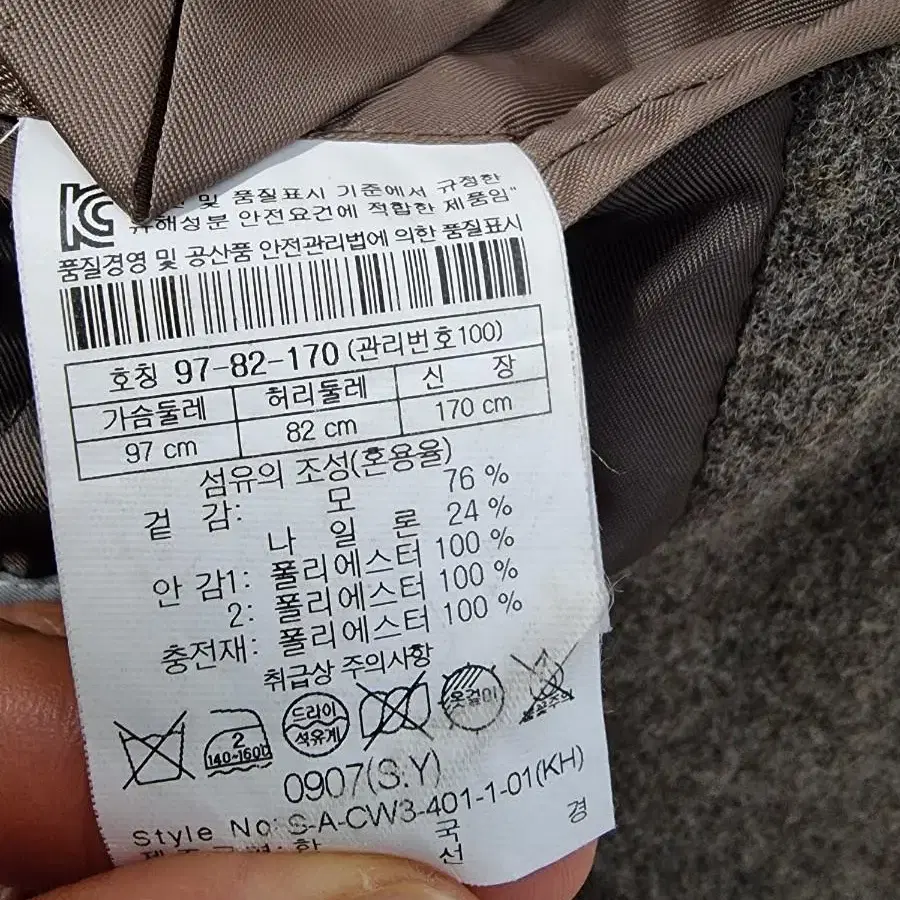 및 품질표시 기준에서 규정한
유해성분 안전요건에 적합한 제품임"
품질경영 및 공산품 안전관리법에 의한 품질표시
호칭 97-82-170 (관리번호100)
가슴둘레 허리둘레 신 장
97 cm 82 cm 170 cm
섬유의 조성(혼용율)
겉 감: 모 76 %
나 일 론 24 %
안 감1: 폴리에스터 100 %
2: 폴리에스터 100 %
충전재: 폴리에스터 100 %
취급상 주의사항
2 140~160D 드라이 석유계 옷걸이
0907(S.Y)
Style No: S-A-CW3-401-1-01(KH)
한 국
선 경